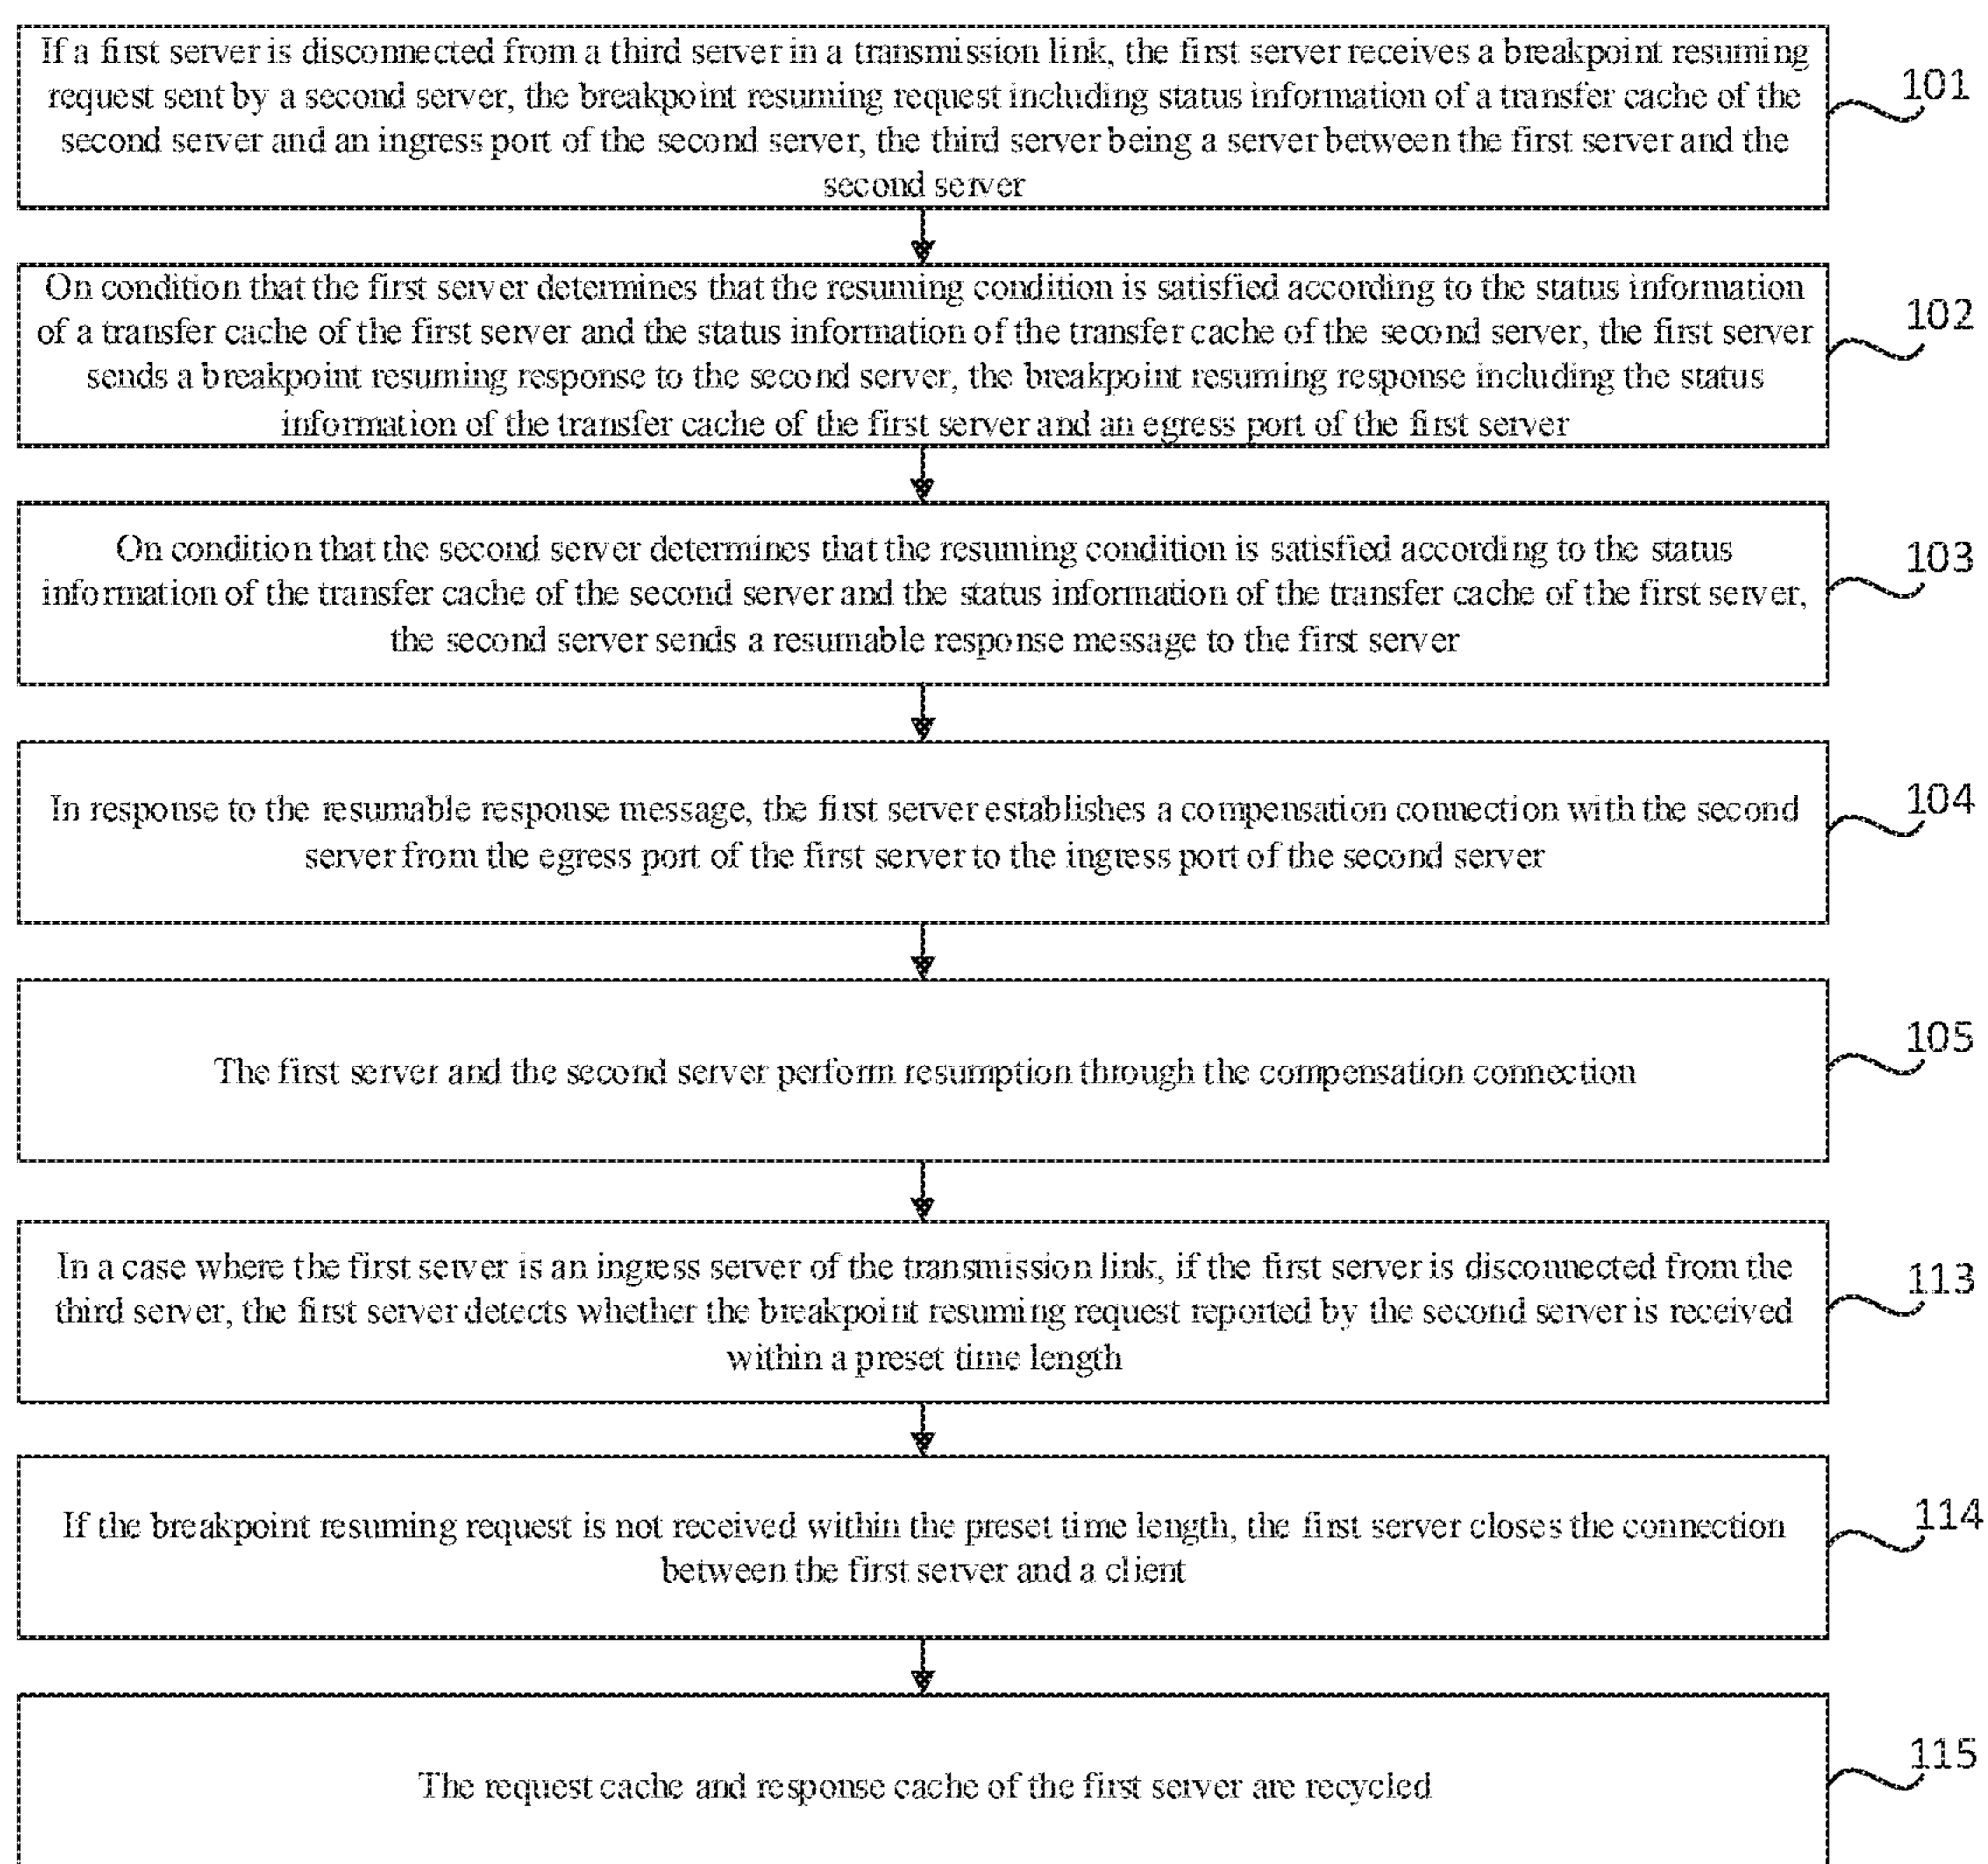 If a first server is disconnected from a third server in a transmission link, the first server receives a breakpoint resuming
request sent by a second server, the breakpoint resuming request including status information of a transfer cache of the
second server and an ingress port of the second server, the third server being a server between the first server and the
second server
101
On condition that the first server determines that the resuming condition is satisfied according to the status information
of a transfer cache of the first server and the status information of the transfer cache of the second server, the first server
sends a breakpoint resuming response to the second server, the breakpoint resuming response including the status
information of the transfer cache of the first server and an egress port of the first server
102
On condition that the second server determines that the resuming condition is satisfied according to the status
information of the transfer cache of the second server and the status information of the transfer cache of the first server,
the second server sends a resumable response message to the first server
103
In response to the resumable response message, the first server establishes a compensation connection with the second
server from the egress port of the first server to the ingress port of the second server
104
The first server and the second server perform resumption through the compensation connection
105
In a case where the first server is an ingress server of the transmission link, if the first server is disconnected from the
third server, the first server detects whether the breakpoint resuming request reported by the second server is received
within a preset time length
113
If the breakpoint resuming request is not received within the preset time length, the first server closes the connection
between the first server and a client
114
The request cache and response cache of the first server are recycled
115